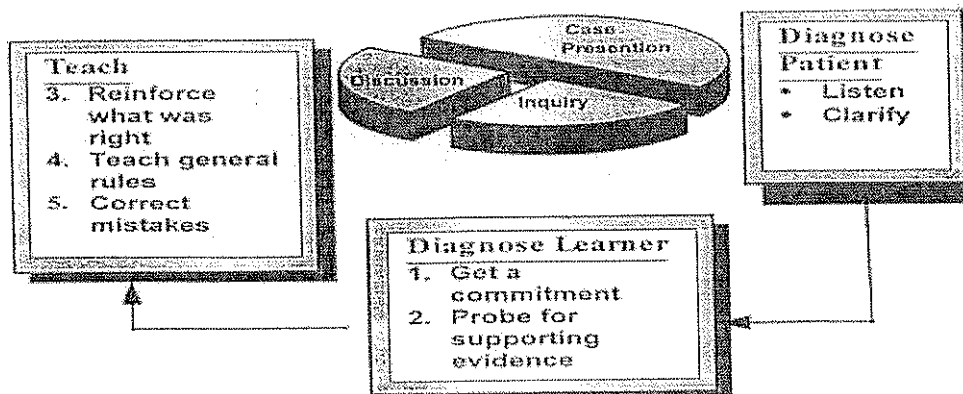 Teach
3. Reinforce
what was
right
4. Teach general
rules
5. Correct
mistakes
Discussion
Case
Presention
Inquiry
Diagnose
Patient
• Listen
• Clarify
Diagnose Learner
1. Get a
commitment
2. Probe for
supporting
evidence